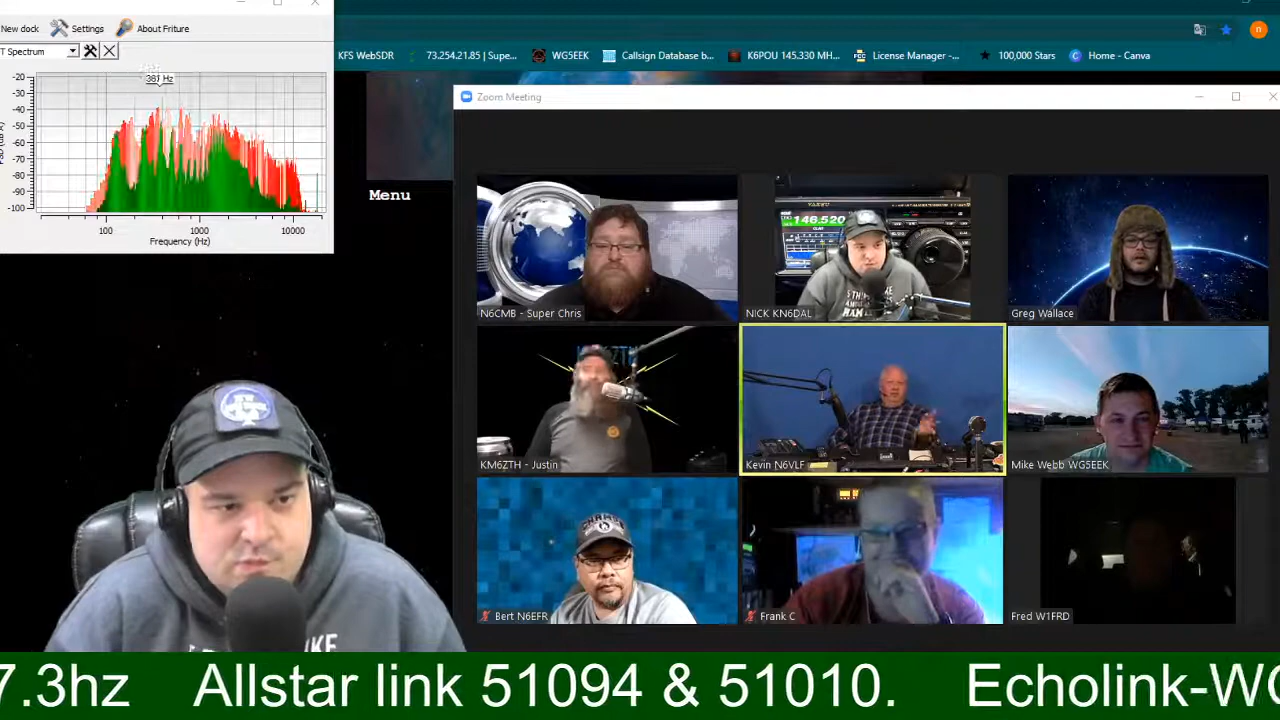 New dock Settings About Friture
T Spectrum
381 Hz
-20
-30
-40
-50
-60
-70
-80
-90
-100
100 1000 10000
Frequency (Hz)
KFS WebSDR 73.254.21.85 | Supe... WG5EEK Callsign Database b... K6POU 145.330 MH... License Manager -... 100,000 Stars Home - Canva
Menu
Zoom Meeting
N6CMB - Super Chris
146.520
NICK KN6DAL
Greg Wallace
KM6ZTH - Justin
Kevin N6VLF
Mike Webb WG5EEK
Bert N6EFR
Frank C
Fred W1FRD
7.3hz Allstar link 51094 & 51010. Echolink-WG